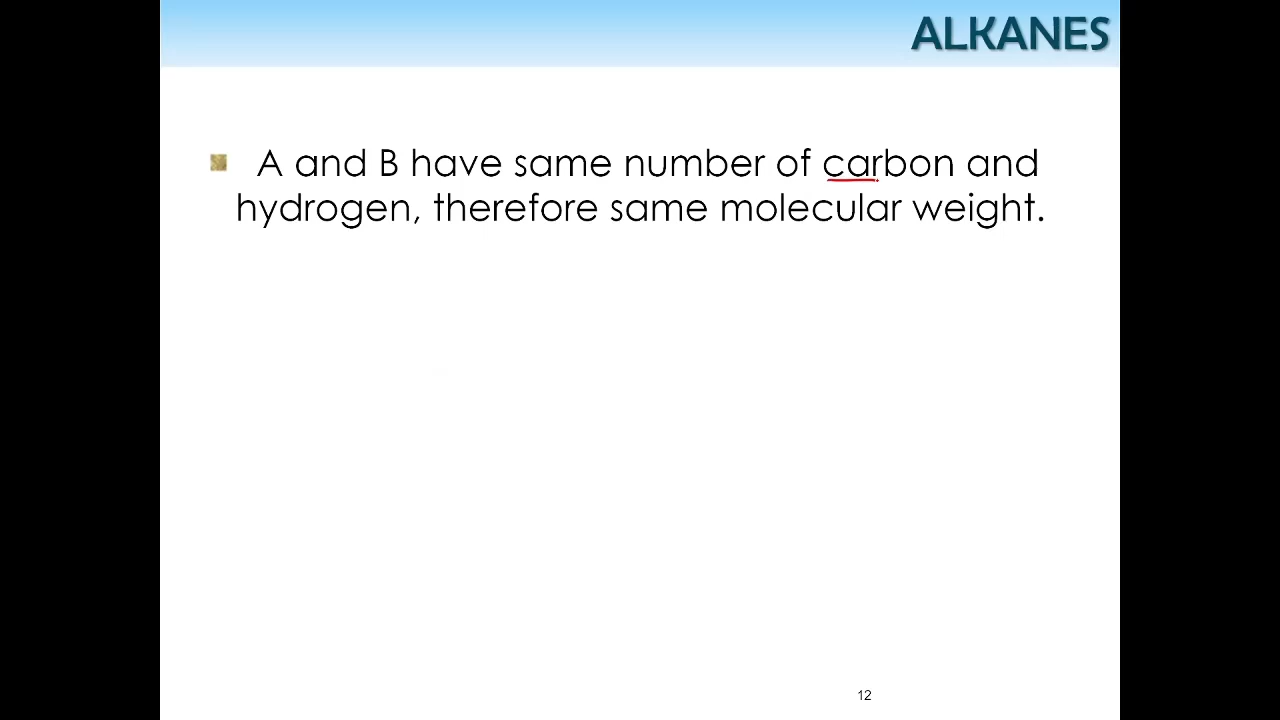 ALKANES
A and B have same number of carbon and
hydrogen, therefore same molecular weight.
12